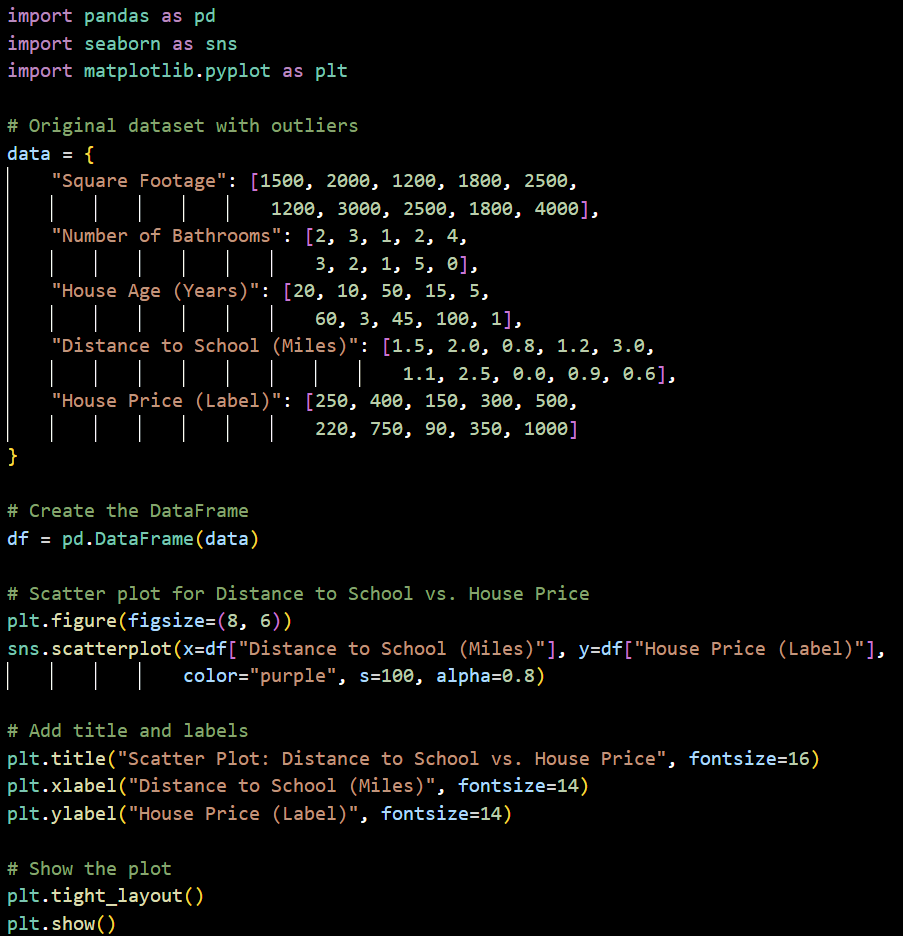 import pandas as pd
import seaborn as sns
import matplotlib.pyplot as plt

# Original dataset with outliers
data = {
    "Square Footage": [1500, 2000, 1200, 1800, 2500,
                        1200, 3000, 2500, 1800, 4000],
    "Number of Bathrooms": [2, 3, 1, 2, 4,
                            3, 2, 1, 5, 0],
    "House Age (Years)": [20, 10, 50, 15, 5,
                            60, 3, 45, 100, 1],
    "Distance to School (Miles)": [1.5, 2.0, 0.8, 1.2, 3.0,
                                    1.1, 2.5, 0.0, 0.9, 0.6],
    "House Price (Label)": [250, 400, 150, 300, 500,
                            220, 750, 90, 350, 1000]
}

# Create the DataFrame
df = pd.DataFrame(data)

# Scatter plot for Distance to School vs. House Price
plt.figure(figsize=(8, 6))
sns.scatterplot(x=df["Distance to School (Miles)"], y=df["House Price (Label)"],
                color="purple", s=100, alpha=0.8)

# Add title and labels
plt.title("Scatter Plot: Distance to School vs. House Price", fontsize=16)
plt.xlabel("Distance to School (Miles)", fontsize=14)
plt.ylabel("House Price (Label)", fontsize=14)

# Show the plot
plt.tight_layout()
plt.show()